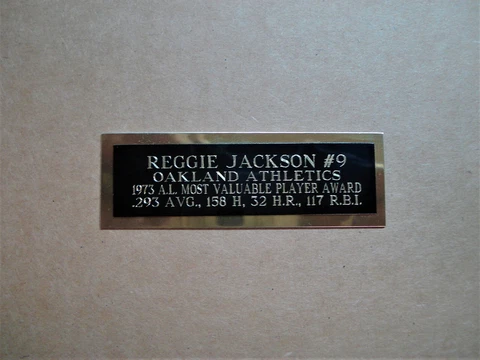 REGGIE JACKSON #9
OAKLAND ATHLETICS
1973 A.L. MOST VALUABLE PLAYER AWARD
.293 AVG., 158 H, 32 H.R., 117 R.B.I.